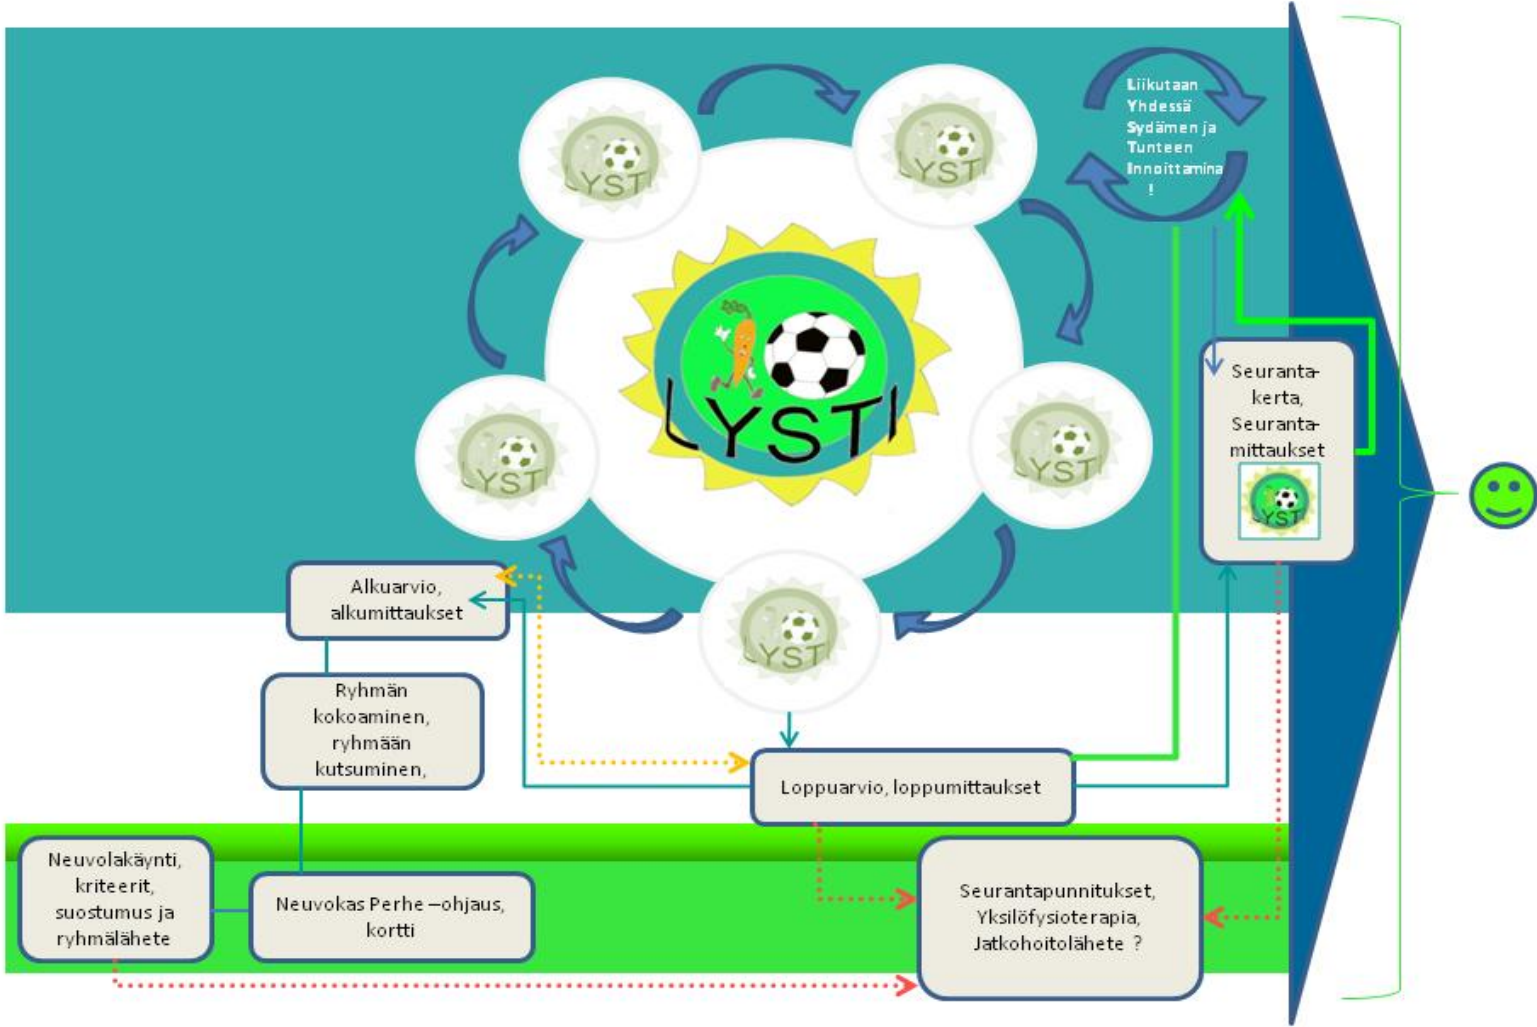 Liikutaan
Yhdessä
Sydämen ja
Tunteen
Innoittamina
!
LYSTI
LYSTI
LYSTI
LYSTI
LYSTI
LYSTI
Seuranta-
kerta,
Seuranta-
mittaukset
LYSTI
Alkuarvio,
alkumittaukset
Ryhmän
kokoaminen,
ryhmään
kutsuminen,
Loppuarvio, loppumittaukset
Neuvolakäynti,
kriteerit,
suostumus ja
ryhmälähete
Neuvokas Perhe –ohjaus,
kortti
Seurantapunnitukset,
Yksilöfysioterapia,
Jatkohoitolähete ?